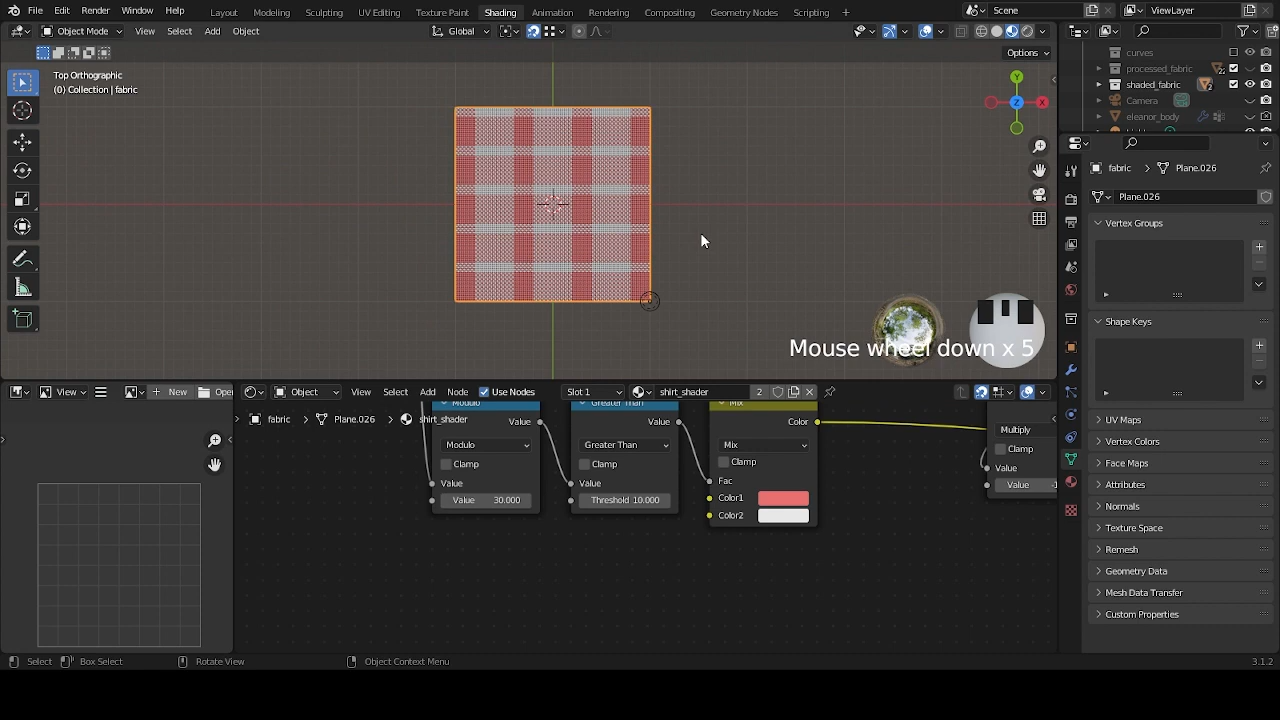 File Edit Render Window Help Layout Modeling Sculpting UV Editing Texture Paint Shading Animation Rendering Compositing Geometry Nodes Scripting + Scene ViewLayer
Object Mode View Select Add Object Global
Options
Top Orthographic
(0) Collection | fabric
curves
processed_fabric
shaded_fabric
Camera
eleanor_body
Y
X
Z
fabric Plane.026
Plane.026
Vertex Groups
Shape Keys
UV Maps
Vertex Colors
Face Maps
Attributes
Normals
Texture Space
Remesh
Geometry Data
Mesh Data Transfer
Custom Properties
Mouse wheel down x 5
View New Open Object View Select Add Node Use Nodes Slot 1 shirt_shader 2
fabric Plane.026 shirt_shader
Modulo Greater Than Mix
Value Value Color
Modulo Greater Than Mix Multiply
Clamp Clamp Clamp Clamp
Value Value Fac Value
Value 30.000 Threshold 10.000 Color1 Value
Color2
Select Box Select Rotate View Object Context Menu 3.1.2